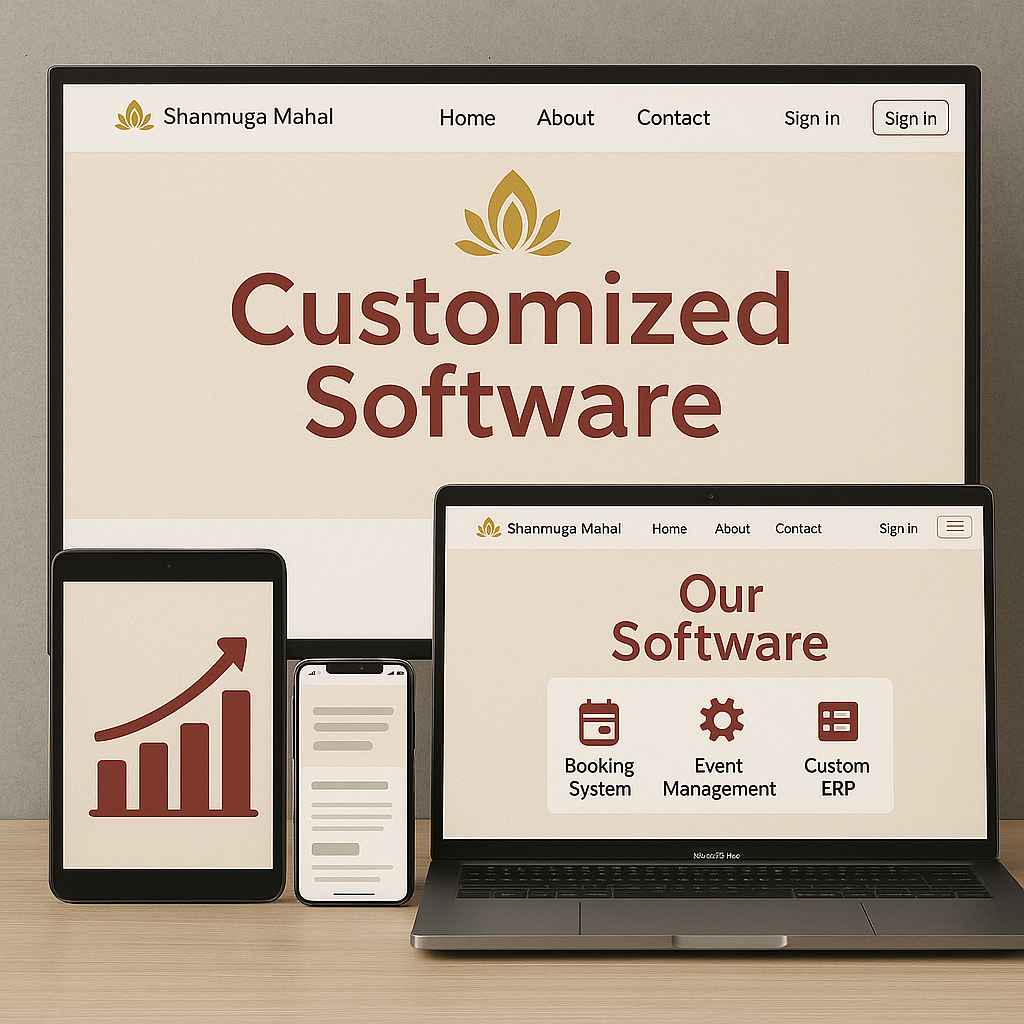 Shanmuga Mahal Home About Contact Sign in Sign in
Customized
Software
Shanmuga Mahal Home About Contact Sign in
Our
Software
Booking
System
Event
Management
Custom
ERP